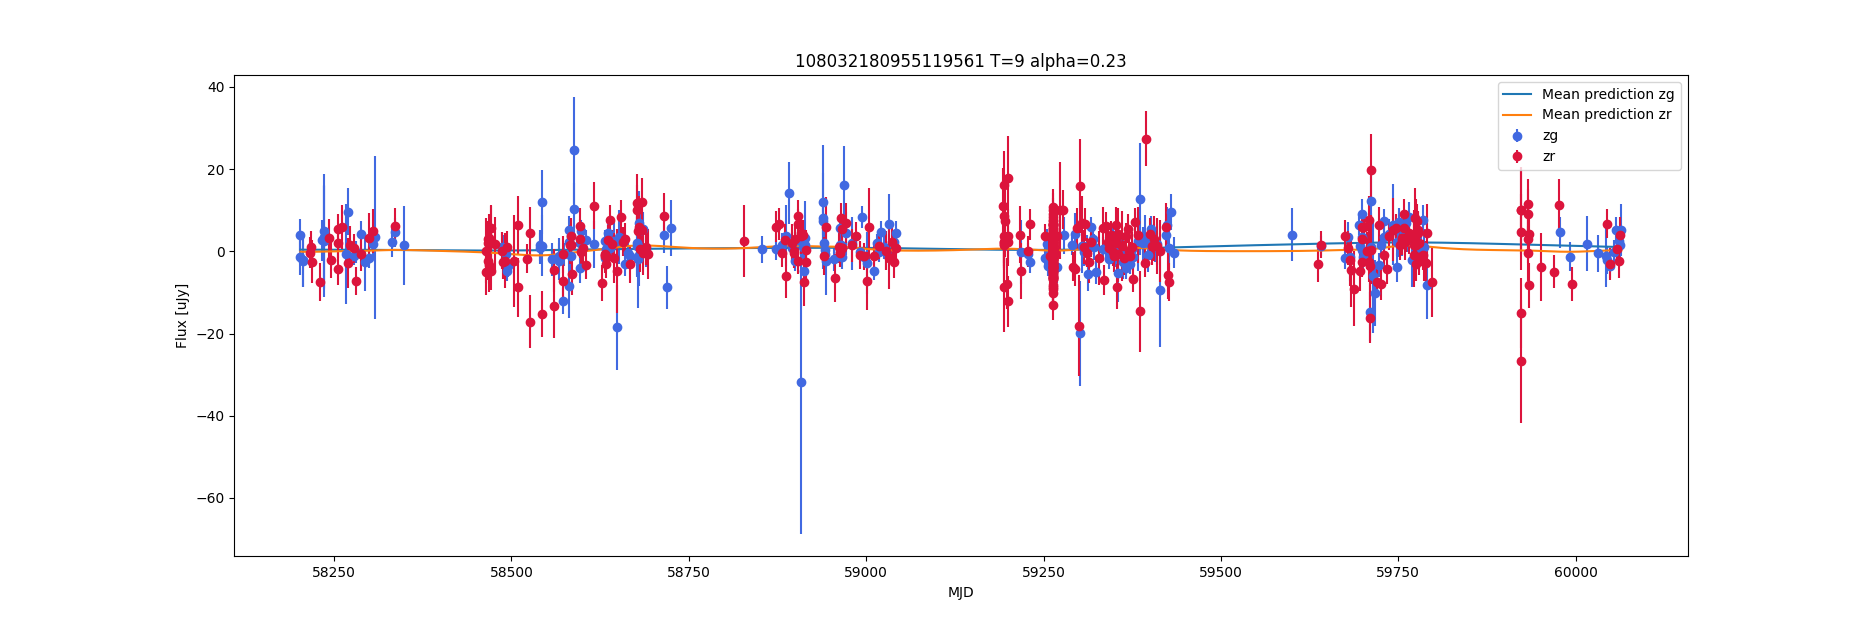 108032180955119561 T=9 alpha=0.23
Mean prediction zg
Mean prediction zr
zg
zr
40
20
0
−20
−40
−60
Flux [uJy]
58250
58500
58750
59000
59250
59500
59750
60000
MJD